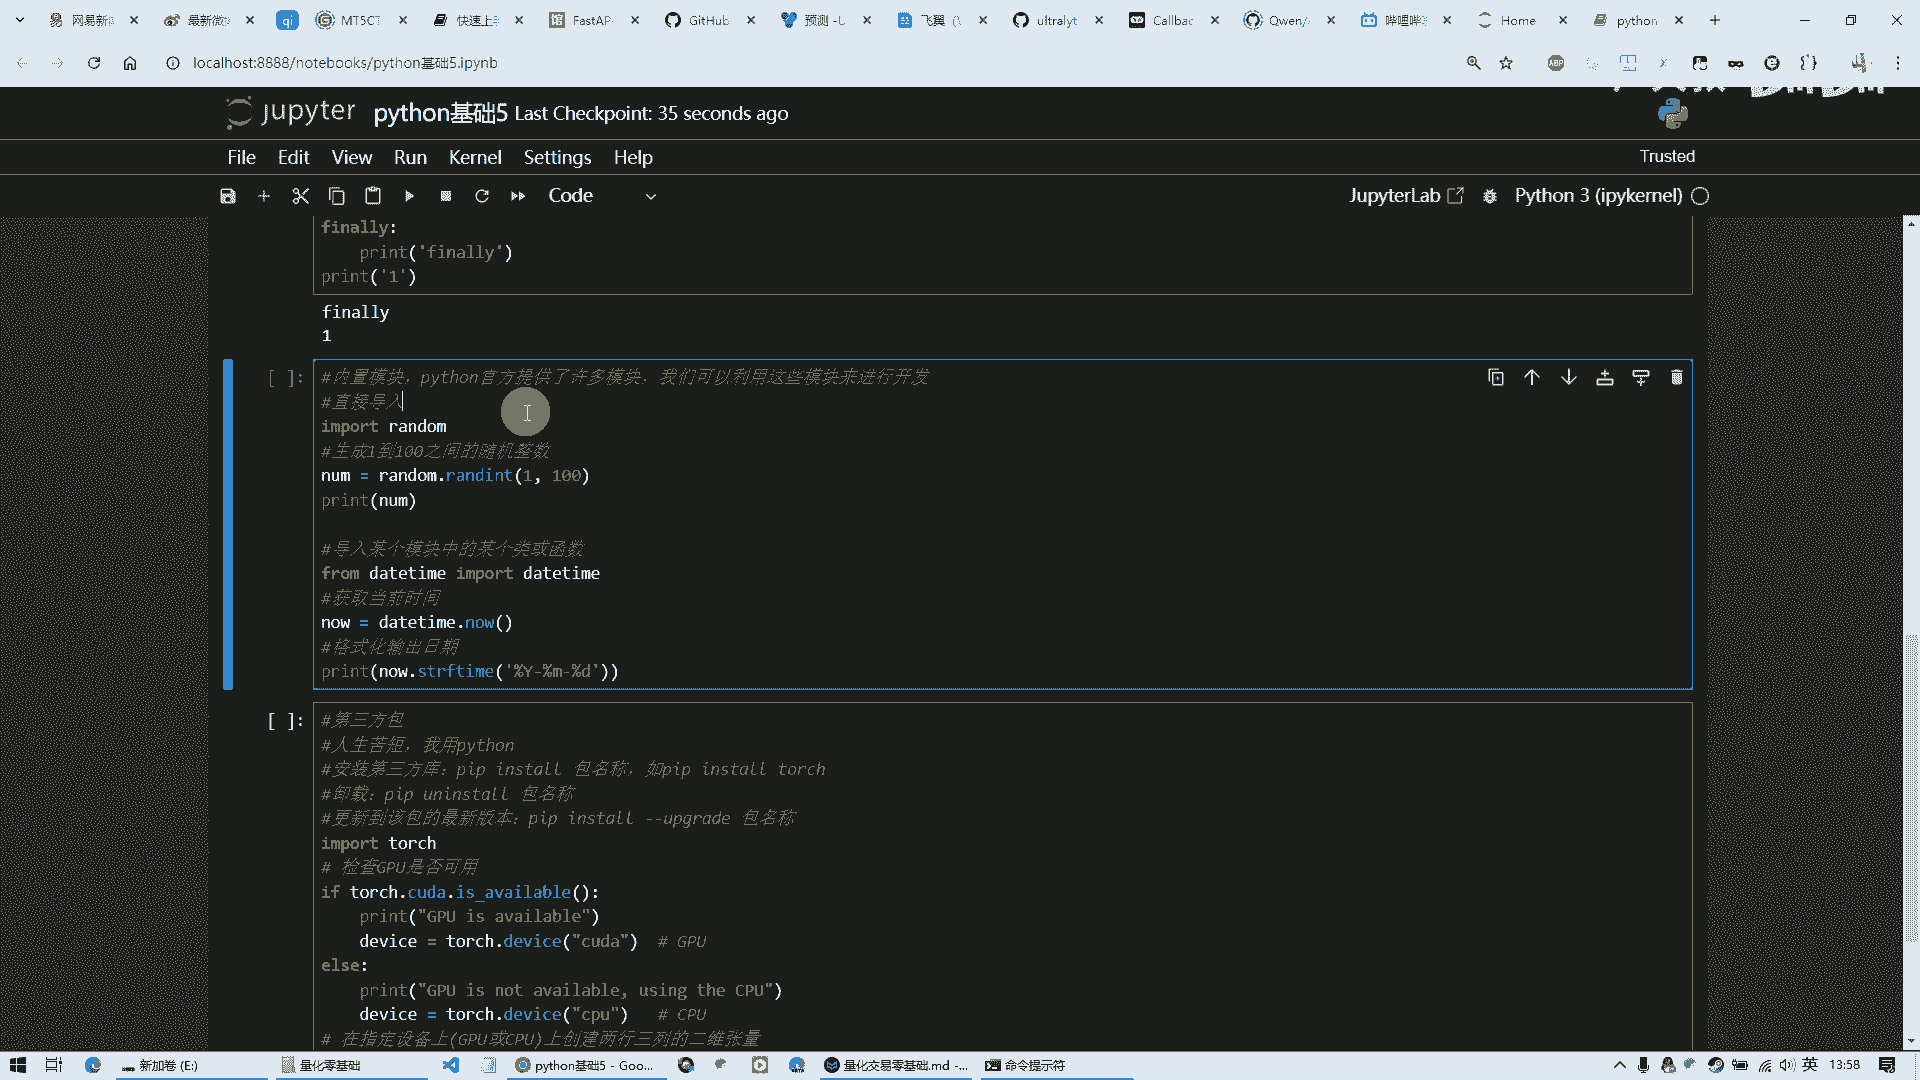 网易新
最新微
qi
MT5CT
快速上
FastAP
GitHub
预测 - U
飞翼 (
ultralyt
Callbac
Qwen/
哔哩哔
Home
python
localhost:8888/notebooks/python基础5.ipynb
ABP
jupyter python基础5 Last Checkpoint: 35 seconds ago
File Edit View Run Kernel Settings Help
Trusted
Code
JupyterLab
Python 3 (ipykernel)
finally:
print('finally')
print('1')
finally
1
[ ]:
#内置模块，python官方提供了许多模块，我们可以利用这些模块来进行开发
#直接导入
import random
#生成1到100之间的随机整数
num = random.randint(1, 100)
print(num)
#导入某个模块中的某个类或函数
from datetime import datetime
#获取当前时间
now = datetime.now()
#格式化输出日期
print(now.strftime('%Y-%m-%d'))
[ ]:
#第三方包
#人生苦短，我用python
#安装第三方库：pip install 包名称，如pip install torch
#卸载：pip uninstall 包名称
#更新到该包的最新版本：pip install --upgrade 包名称
import torch
# 检查GPU是否可用
if torch.cuda.is_available():
print("GPU is available")
device = torch.device("cuda") # GPU
else:
print("GPU is not available, using the CPU")
device = torch.device("cpu") # CPU
# 在指定设备上(GPU或CPU)上创建两行三列的二维张量
新加卷 (E:)
量化零基础
python基础5 - Goo...
量化交易零基础.md -...
命令提示符
英
13:58